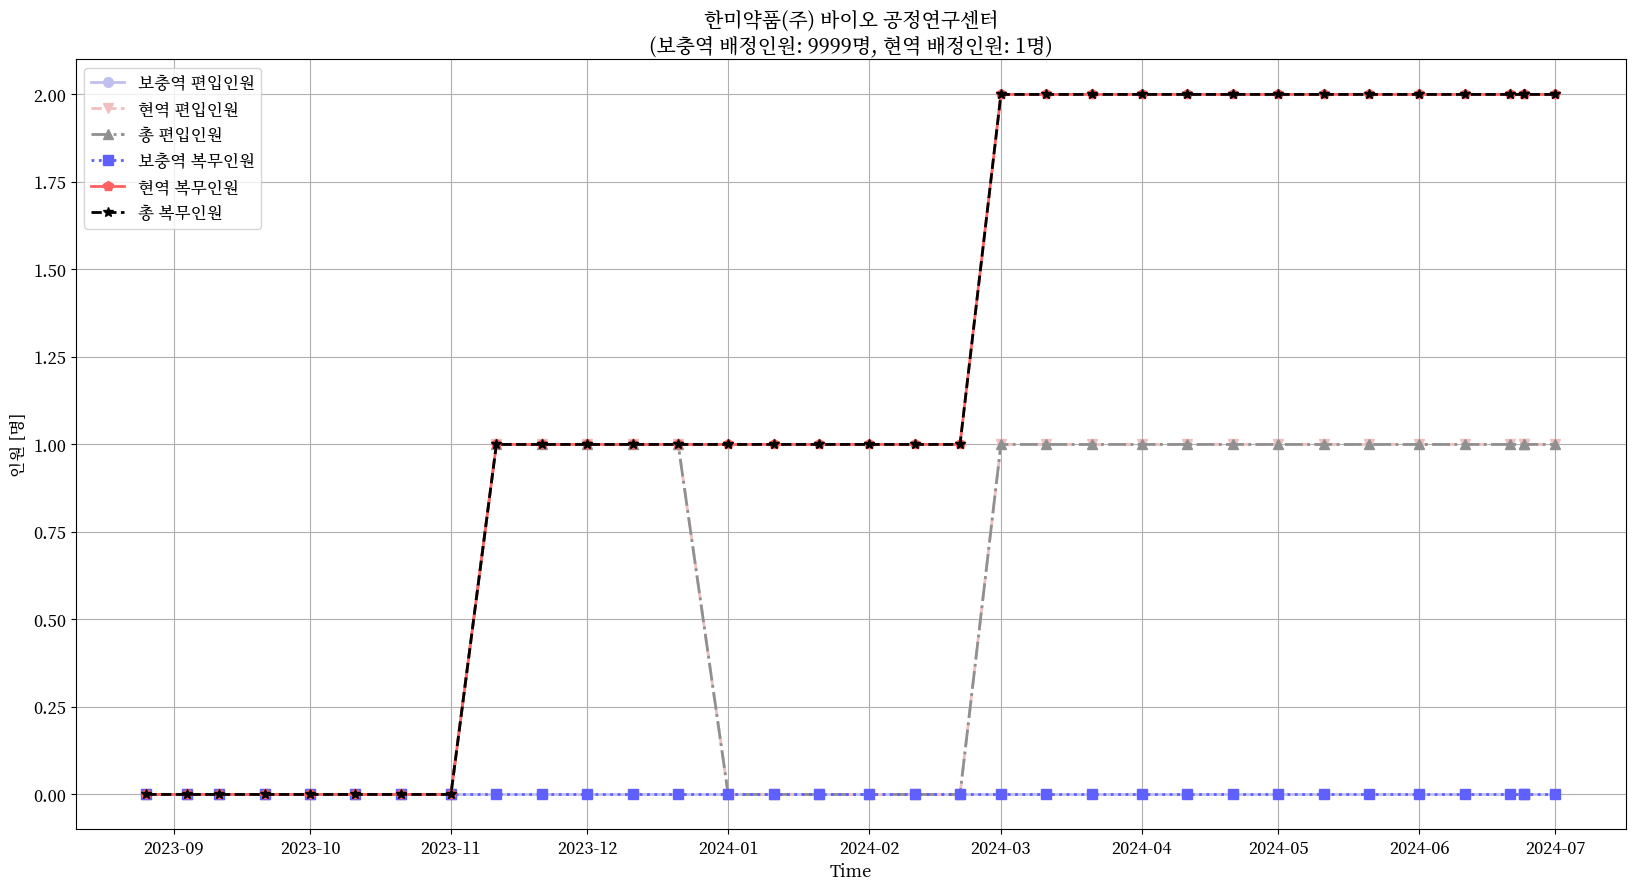 한미약품(주) 바이오 공정연구센터
(보충역 배정인원: 9999명, 현역 배정인원: 1명)
보충역 편입인원
현역 편입인원
총 편입인원
보충역 복무인원
현역 복무인원
총 복무인원
2.00
1.75
1.50
1.25
1.00
0.75
0.50
0.25
0.00
인원 [명]
2023-09 2023-10 2023-11 2023-12 2024-01 2024-02 2024-03 2024-04 2024-05 2024-06 2024-07
Time